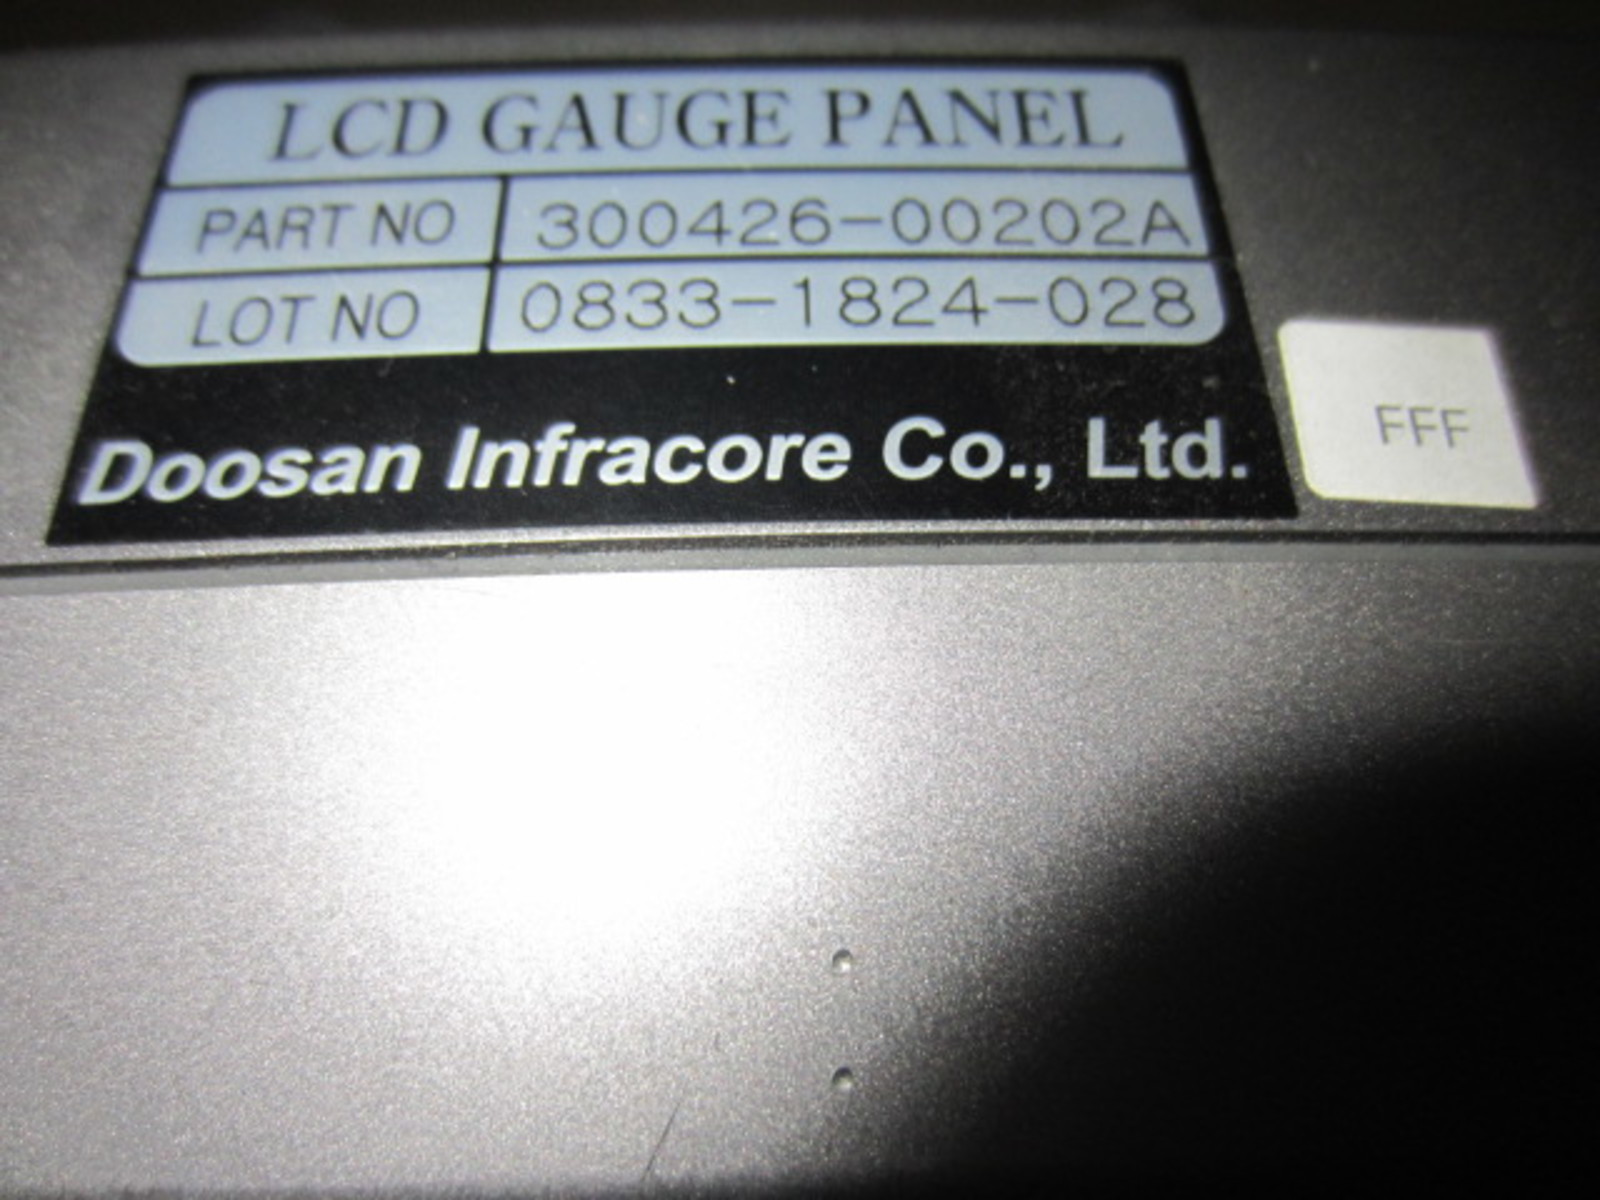 LCD GAUGE PANEL
PART NO 300426-00202A
LOT NO 0833-1824-028
Doosan Infracore Co., Ltd.
FFF